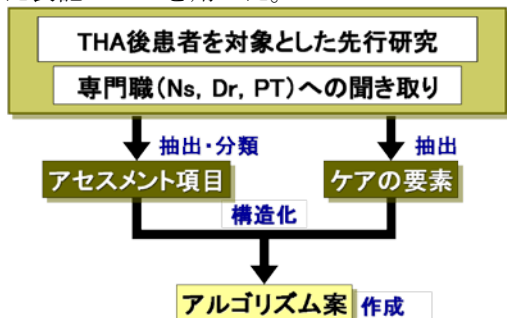 THA後患者を対象とした先行研究
専門職(Ns, Dr, PT)への聞き取り
抽出・分類
抽出
アセスメント項目
ケアの要素
構造化
アルゴリズム案 作成